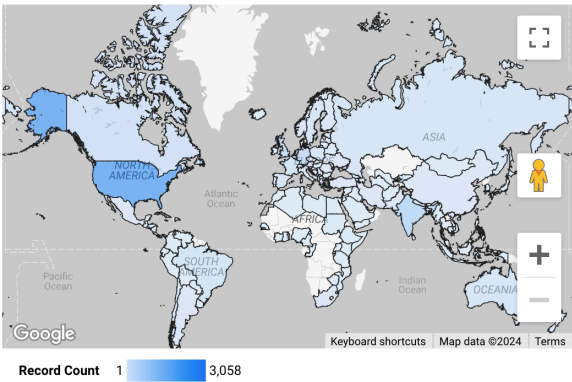 ASIA
NORTH
AMERICA
Atlantic
Ocean
AFRICA
SOUTH
AMERICA
Pacific
Ocean
Indian
Ocean
OCEANIA
Google
Keyboard shortcuts
Map data ©2024
Terms
Record Count 1 3,058